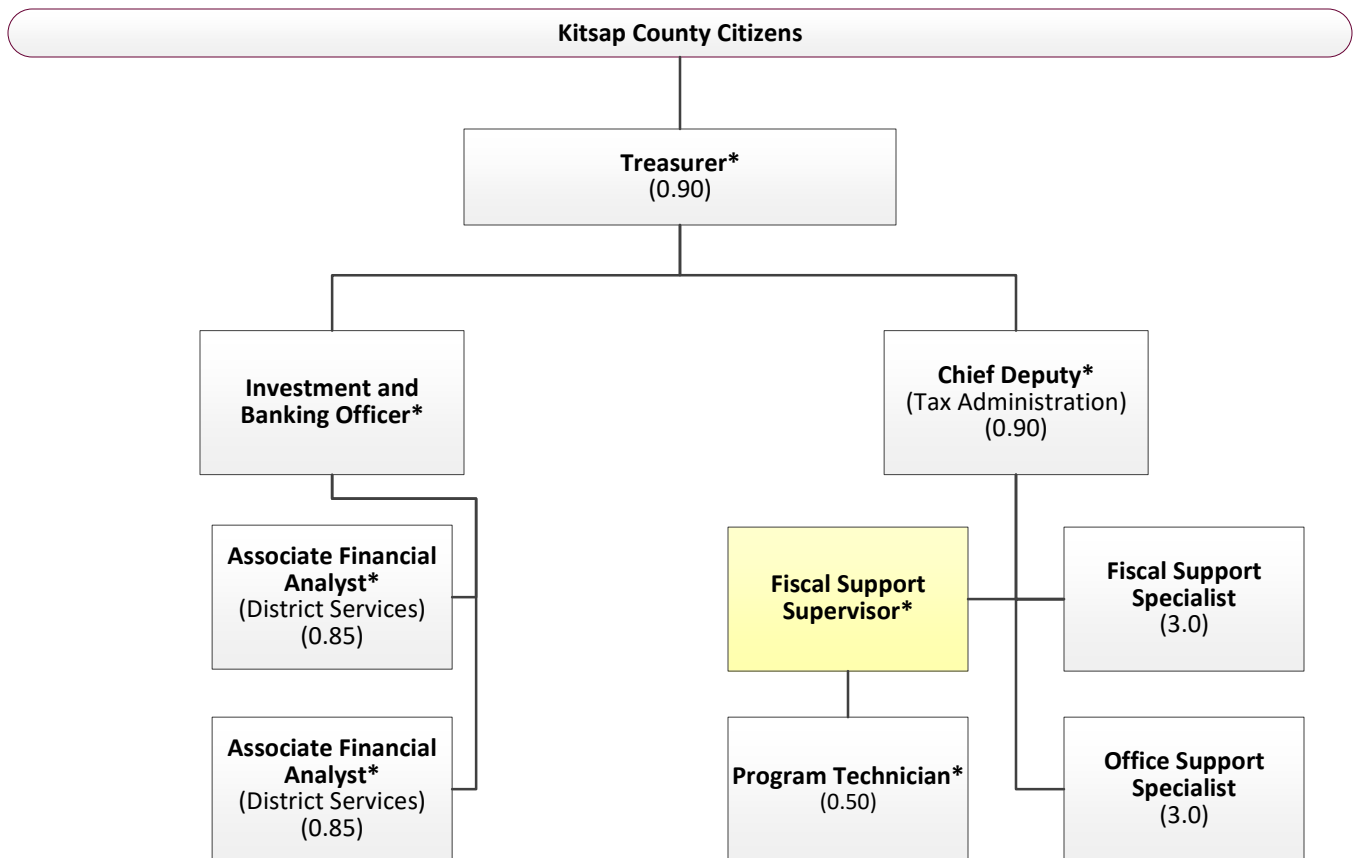 Kitsap County Citizens
Treasurer*
(0.90)
Investment and
Banking Officer*
Chief Deputy*
(Tax Administration)
(0.90)
Associate Financial
Analyst*
(District Services)
(0.85)
Fiscal Support
Supervisor*
Fiscal Support
Specialist
(3.0)
Associate Financial
Analyst*
(District Services)
(0.85)
Program Technician*
(0.50)
Office Support
Specialist
(3.0)